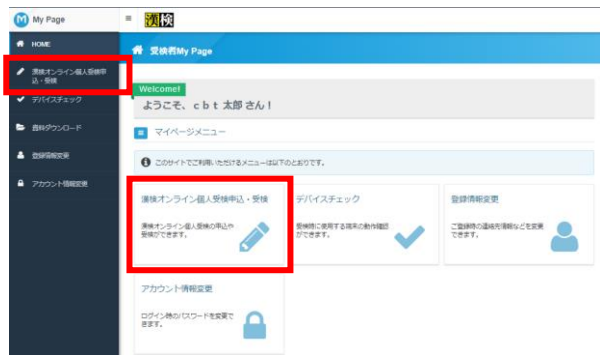 M My Page
漢検
HOME
漢検オンライン個人受検申
込・受検
デバイスチェック
資料ダウンロード
登録情報変更
アカウント情報変更
受検者My Page
Welcome!
ようこそ、ｃｂｔ 太郎 さん！
マイページメニュー
このサイトでご利用いただけるメニューは以下のとおりです。
漢検オンライン個人受検申込・受検
漢検オンライン個人受検の申込や
受検ができます。
デバイスチェック
受検時に使用する端末の動作確認
ができます。
登録情報変更
ご登録時の連絡先情報などを変更
できます。
アカウント情報変更
ログイン時のパスワードを変更で
きます。